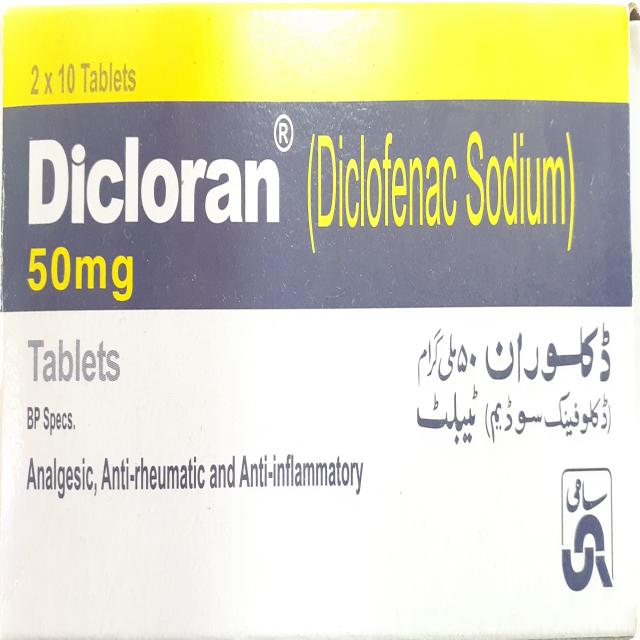 2 x 10 Tablets
Dicloran® (Diclofenac Sodium)
50mg
Tablets
BP Specs.
Analgesic, Anti-rheumatic and Anti-inflammatory
ڈکلوران ۵۰ ملی گرام
(ڈکلوفینک سوڈیم) ٹیبلٹ
سامی